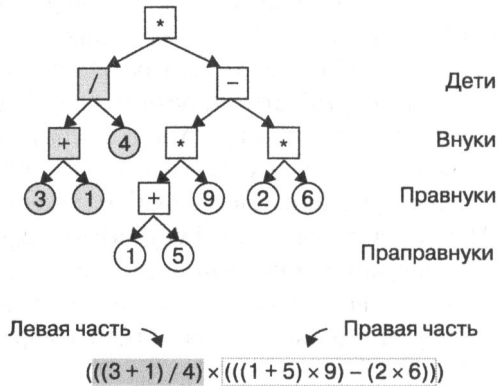 *
/ − Дети
+ 4 * * Внуки
3 1 + 9 2 6 Правнуки
1 5 Праправнуки
Левая часть Правая часть
(((3 + 1) / 4) × (((1 + 5) × 9) − (2 × 6)))